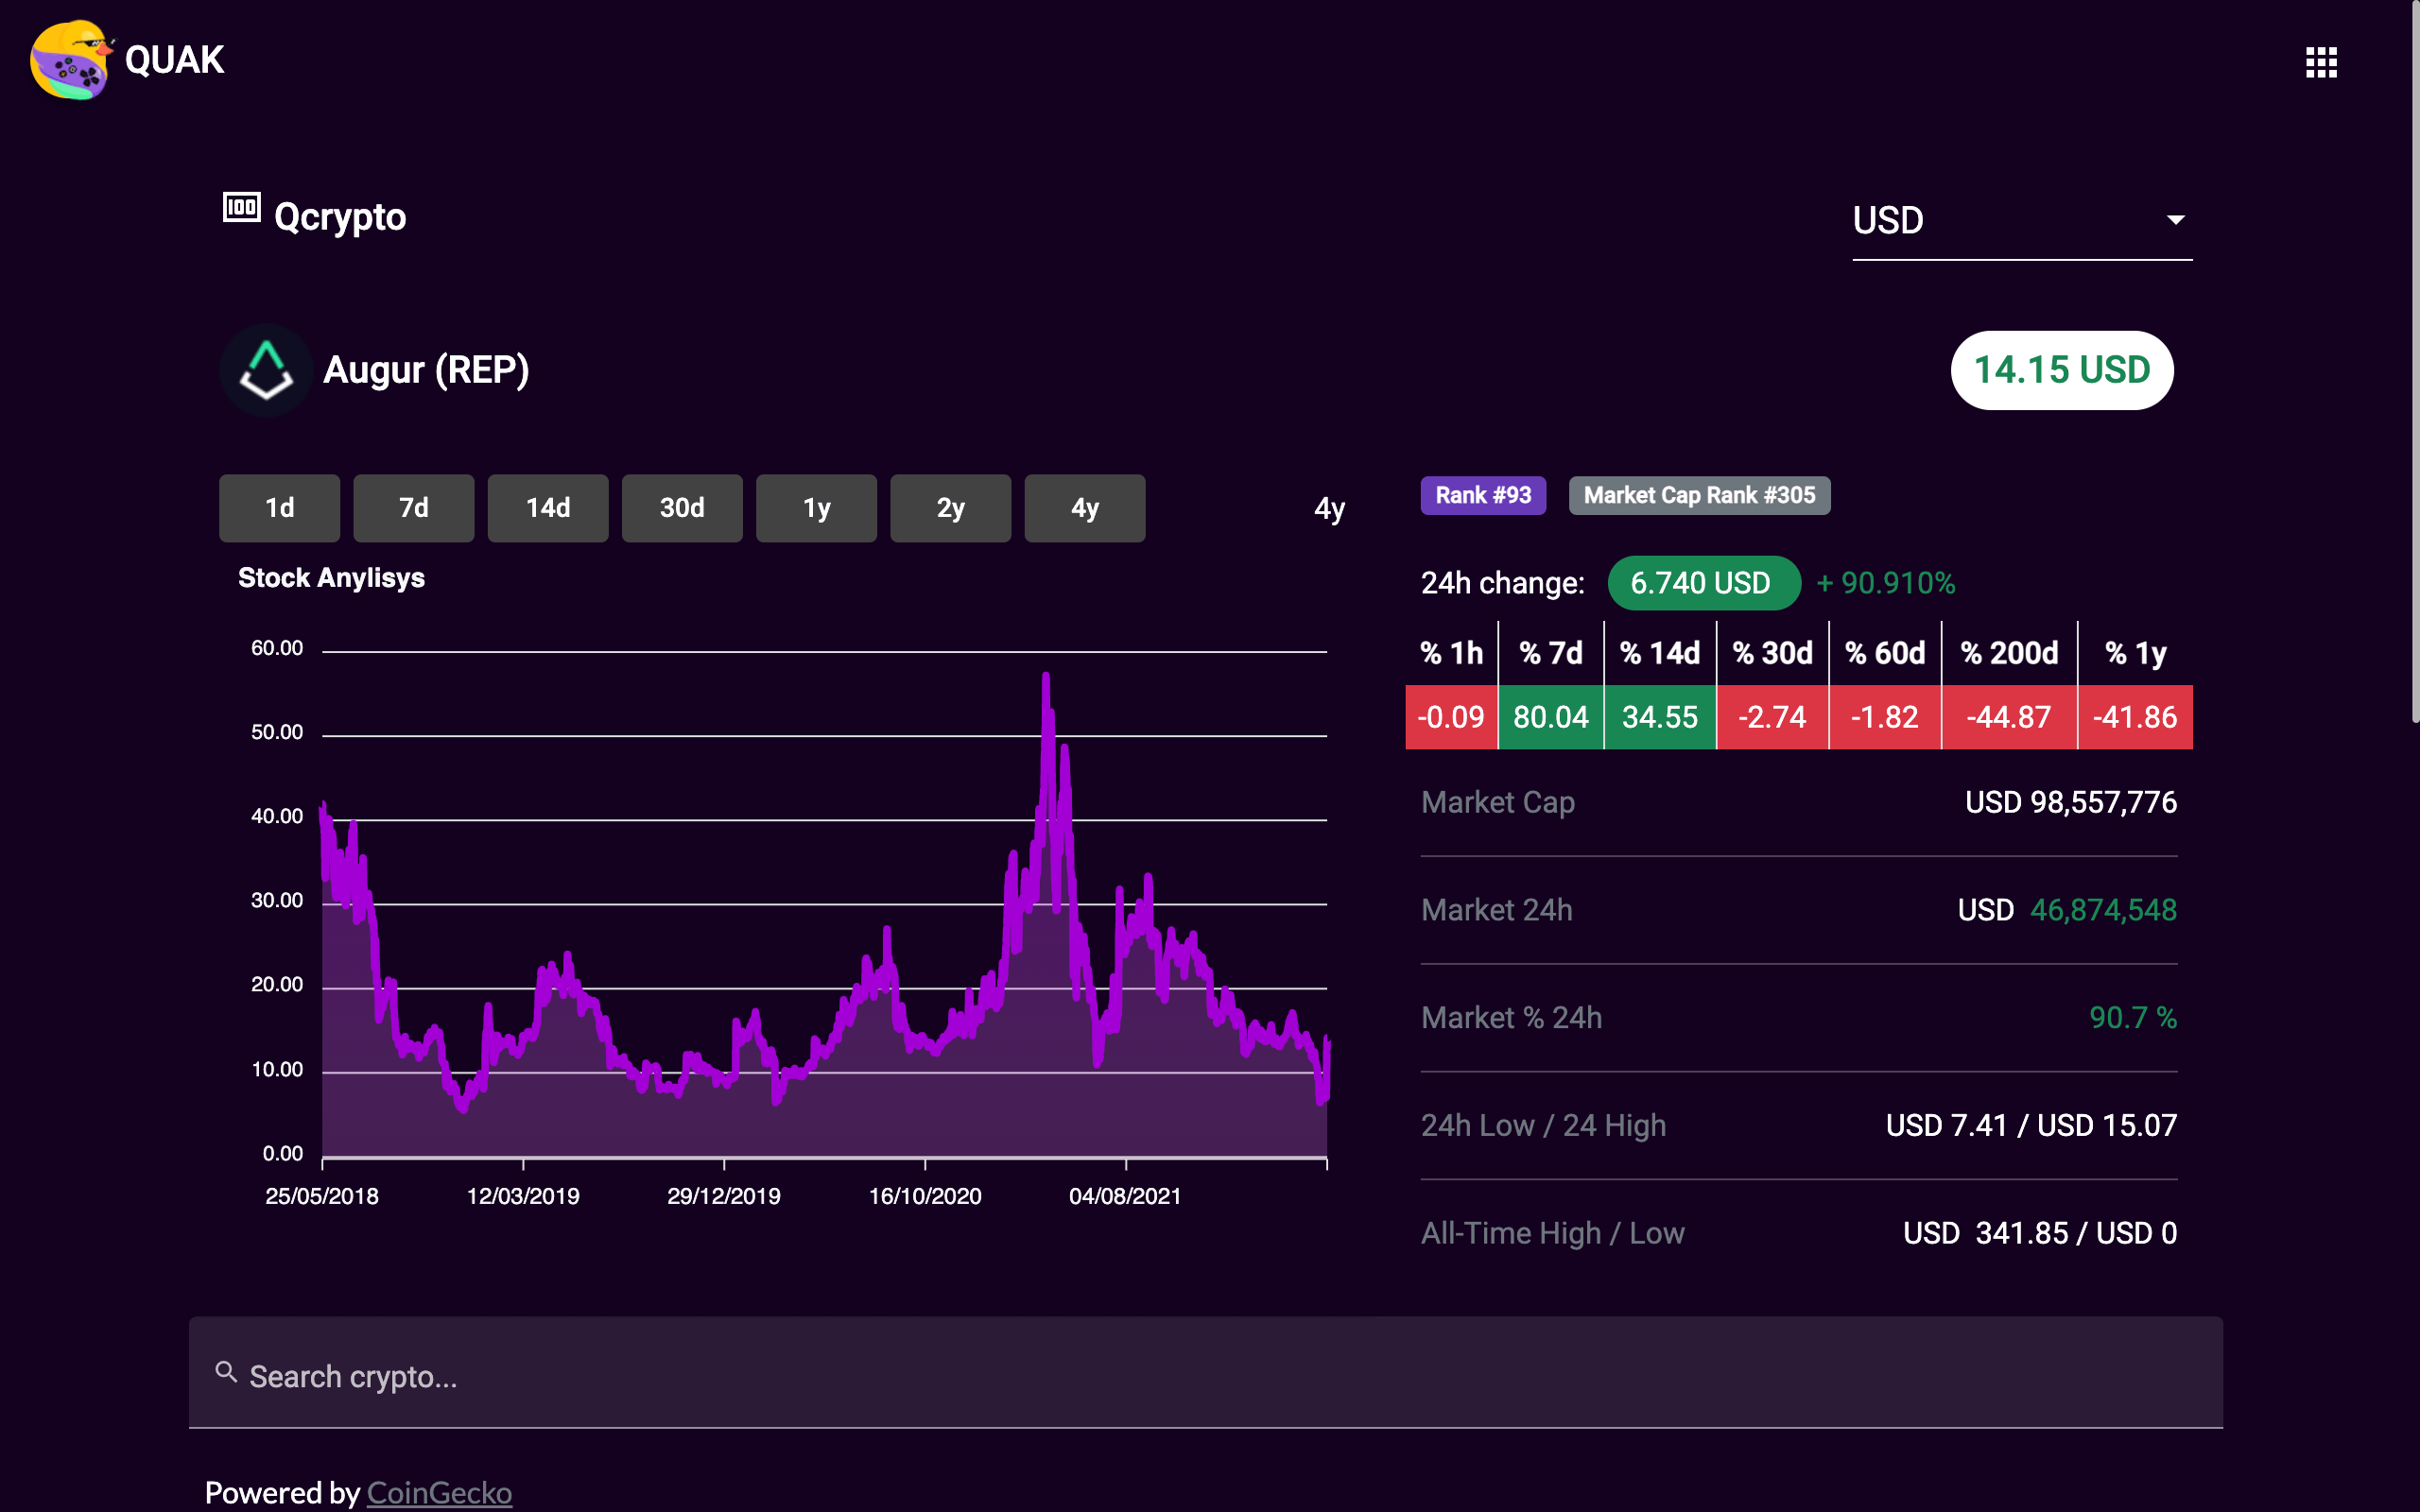 QUAK
100 Qcrypto
USD
Augur (REP)
14.15 USD
1d 7d 14d 30d 1y 2y 4y 4y
Rank #93 Market Cap Rank #305
Stock Anylisys
24h change: 6.740 USD + 90.910%
% 1h % 7d % 14d % 30d % 60d % 200d % 1y
-0.09 80.04 34.55 -2.74 -1.82 -44.87 -41.86
60.00
50.00
40.00
30.00
20.00
10.00
0.00
25/05/2018 12/03/2019 29/12/2019 16/10/2020 04/08/2021
Market Cap USD 98,557,776
Market 24h USD 46,874,548
Market % 24h 90.7 %
24h Low / 24 High USD 7.41 / USD 15.07
All-Time High / Low USD 341.85 / USD 0
Search crypto...
Powered by CoinGecko